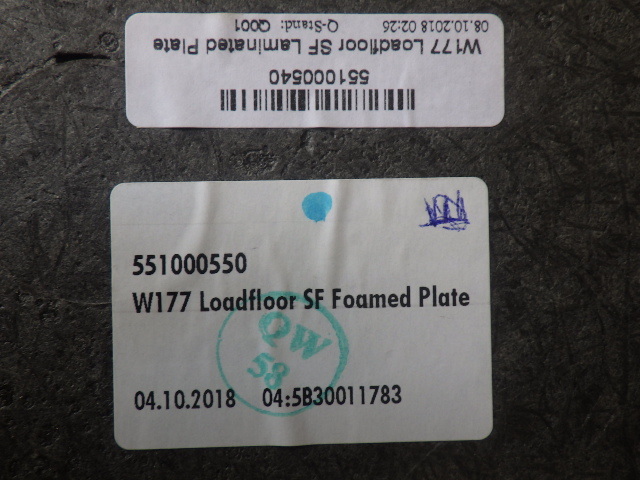 551000540
W177 Loadfloor SF Laminated Plate
Q-Stand: Q001
08.10.2018 02:26
551000550
W177 Loadfloor SF Foamed Plate
QW
58
04.10.2018 04:5B30011783